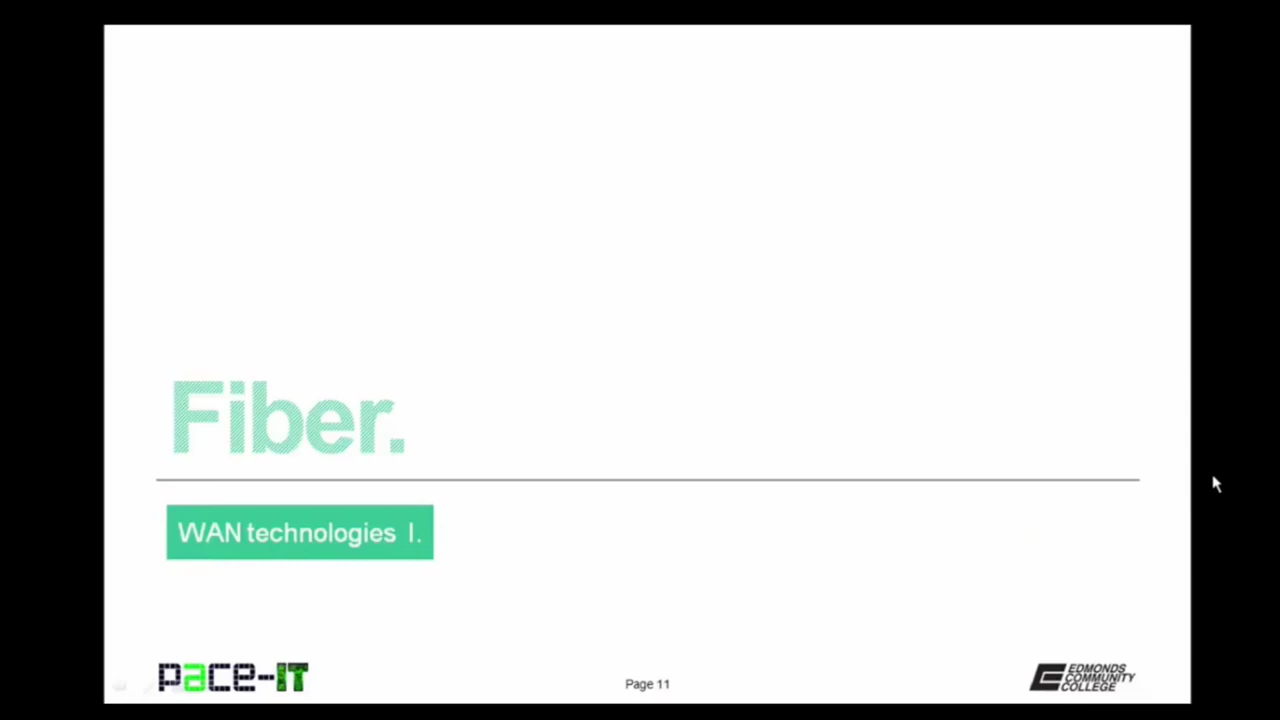 Fiber.
WAN technologies I.
pace-IT
Page 11
EDMONDS
COMMUNITY
COLLEGE